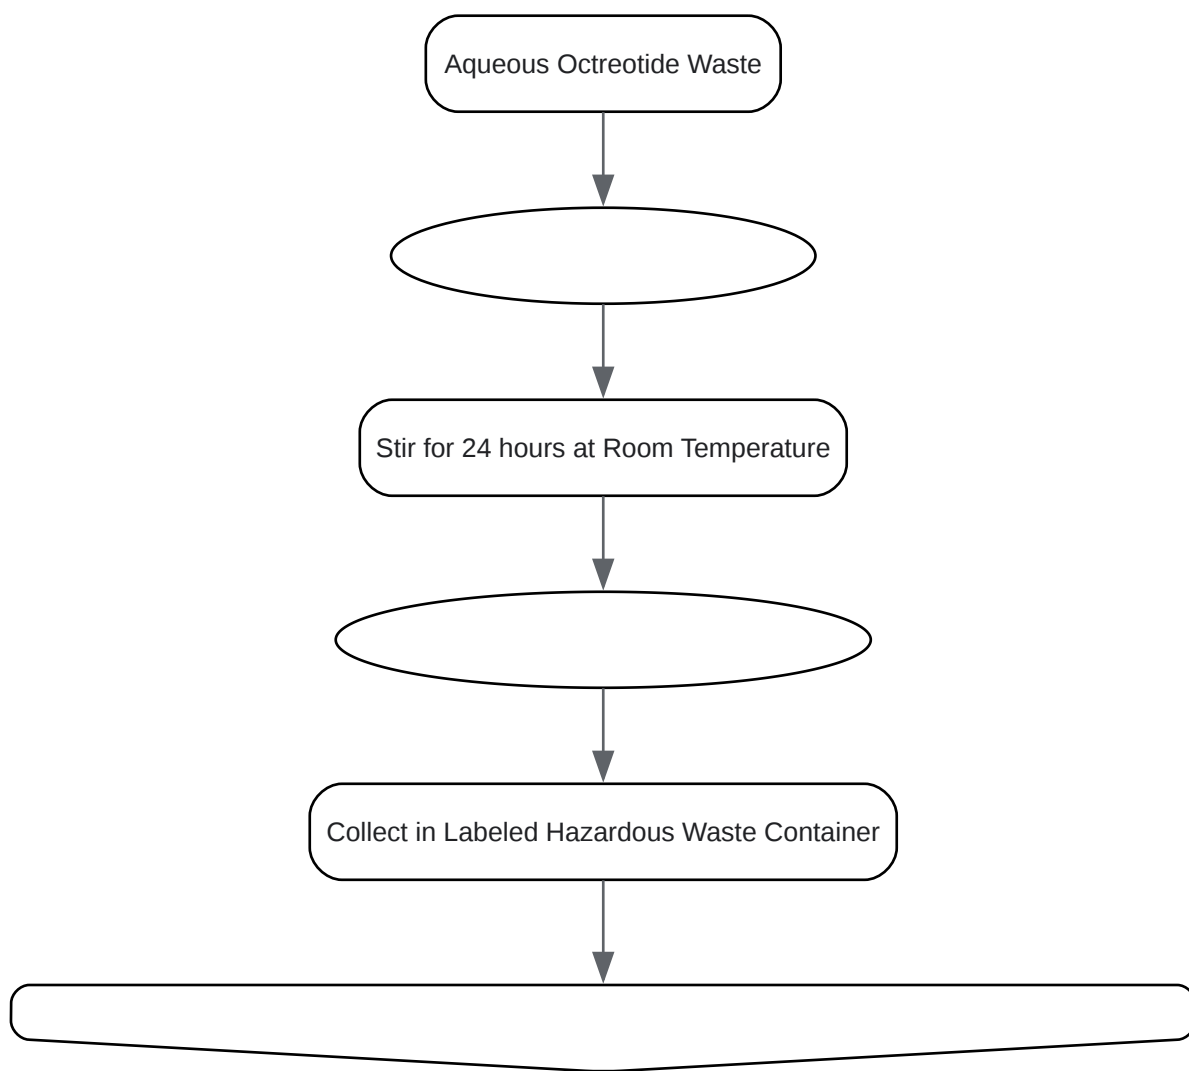 Aqueous Octreotide Waste
Stir for 24 hours at Room Temperature
Collect in Labeled Hazardous Waste Container